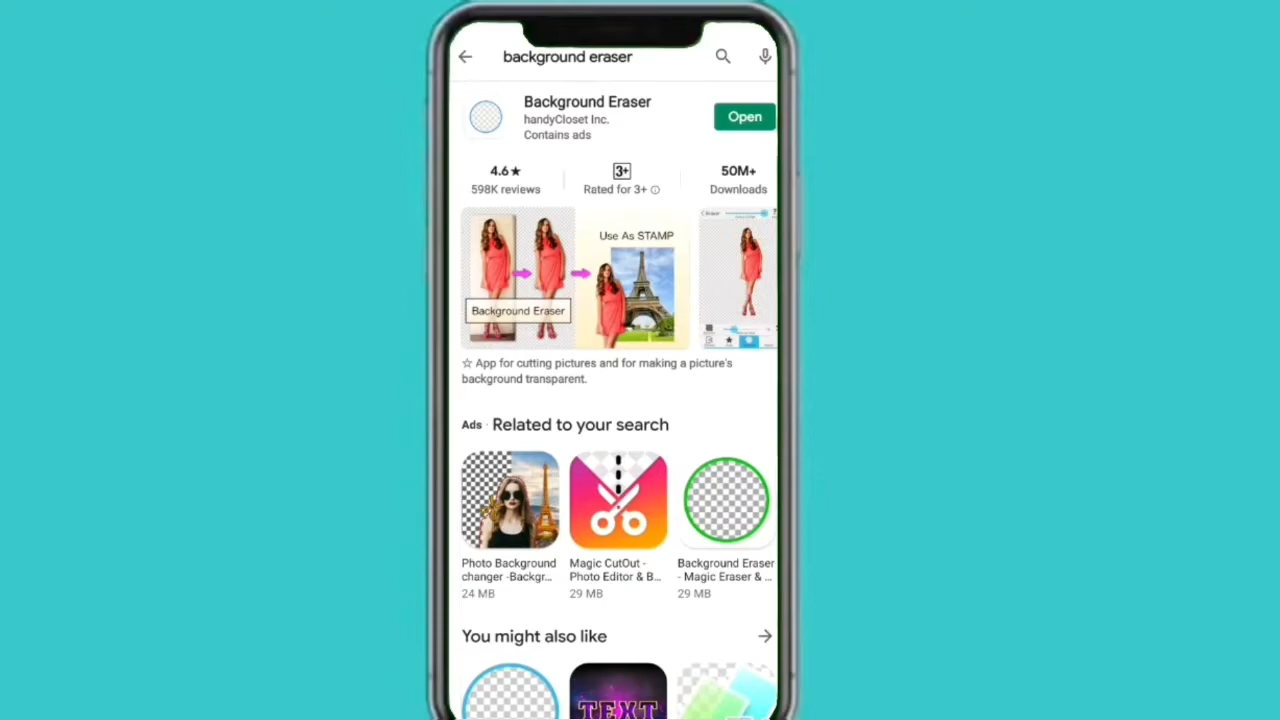 background eraser
Background Eraser
handyCloset Inc.
Contains ads
Open
4.6★
598K reviews
3+
Rated for 3+
50M+
Downloads
Background Eraser
Use As STAMP
Eraser
☆ App for cutting pictures and for making a picture's
background transparent.
Ads · Related to your search
Photo Background
changer -Backgr...
24 MB
Magic CutOut -
Photo Editor & B...
29 MB
Background Eraser
- Magic Eraser & ...
29 MB
You might also like
TEXT